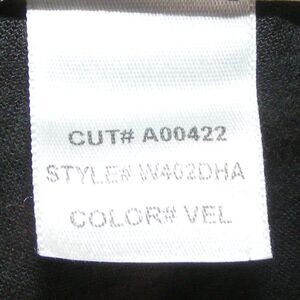 CUT# A00422
STYLE# W402DHA
COLOR# VEL